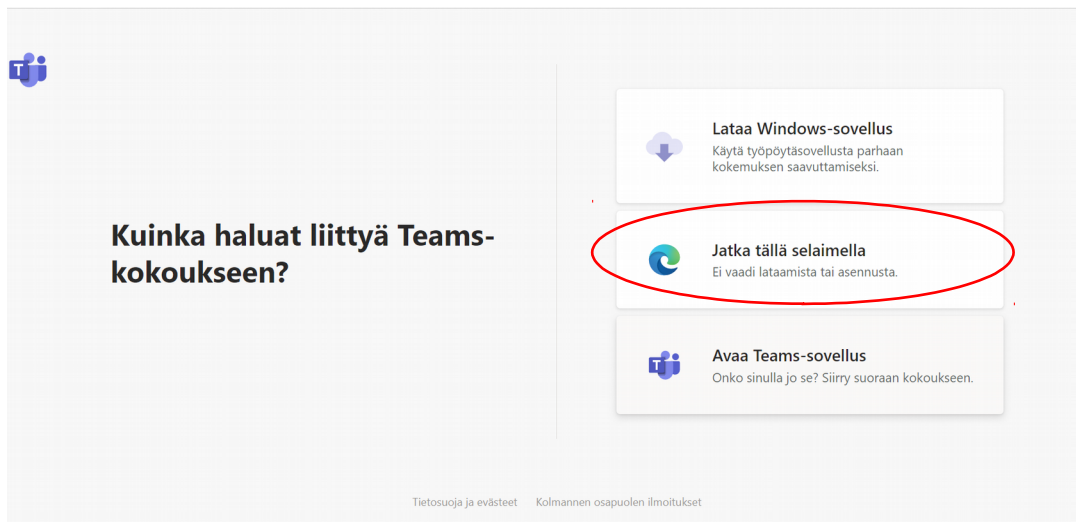 Kuinka haluat liittyä Teams-
kokoukseen?
Lataa Windows-sovellus
Käytä työpöytäsovellusta parhaan
kokemuksen saavuttamiseksi.
Jatka tällä selaimella
Ei vaadi lataamista tai asennusta.
Avaa Teams-sovellus
Onko sinulla jo se? Siirry suoraan kokoukseen.
Tietosuoja ja evästeet Kolmannen osapuolen ilmoitukset